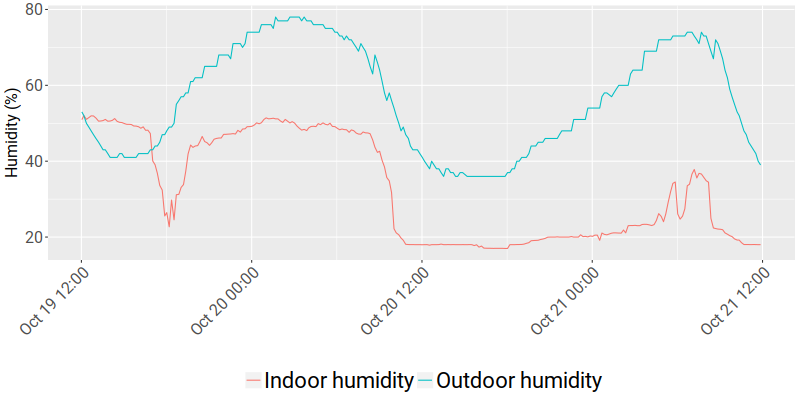 80
60
40
20
Humidity (%)
Oct 19 12:00
Oct 20 00:00
Oct 20 12:00
Oct 21 00:00
Oct 21 12:00
Indoor humidity Outdoor humidity